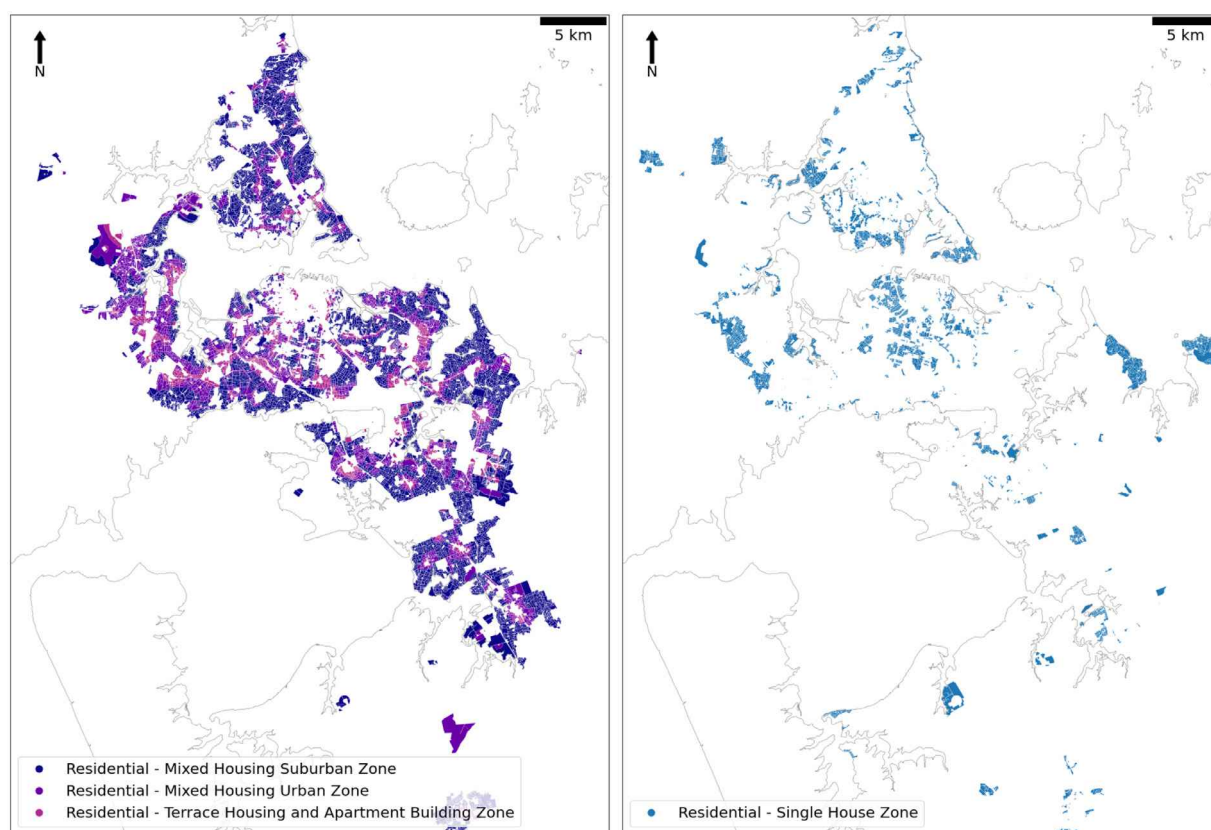 5 km
N
Residential - Mixed Housing Suburban Zone
Residential - Mixed Housing Urban Zone
Residential - Terrace Housing and Apartment Building Zone
5 km
N
Residential - Single House Zone